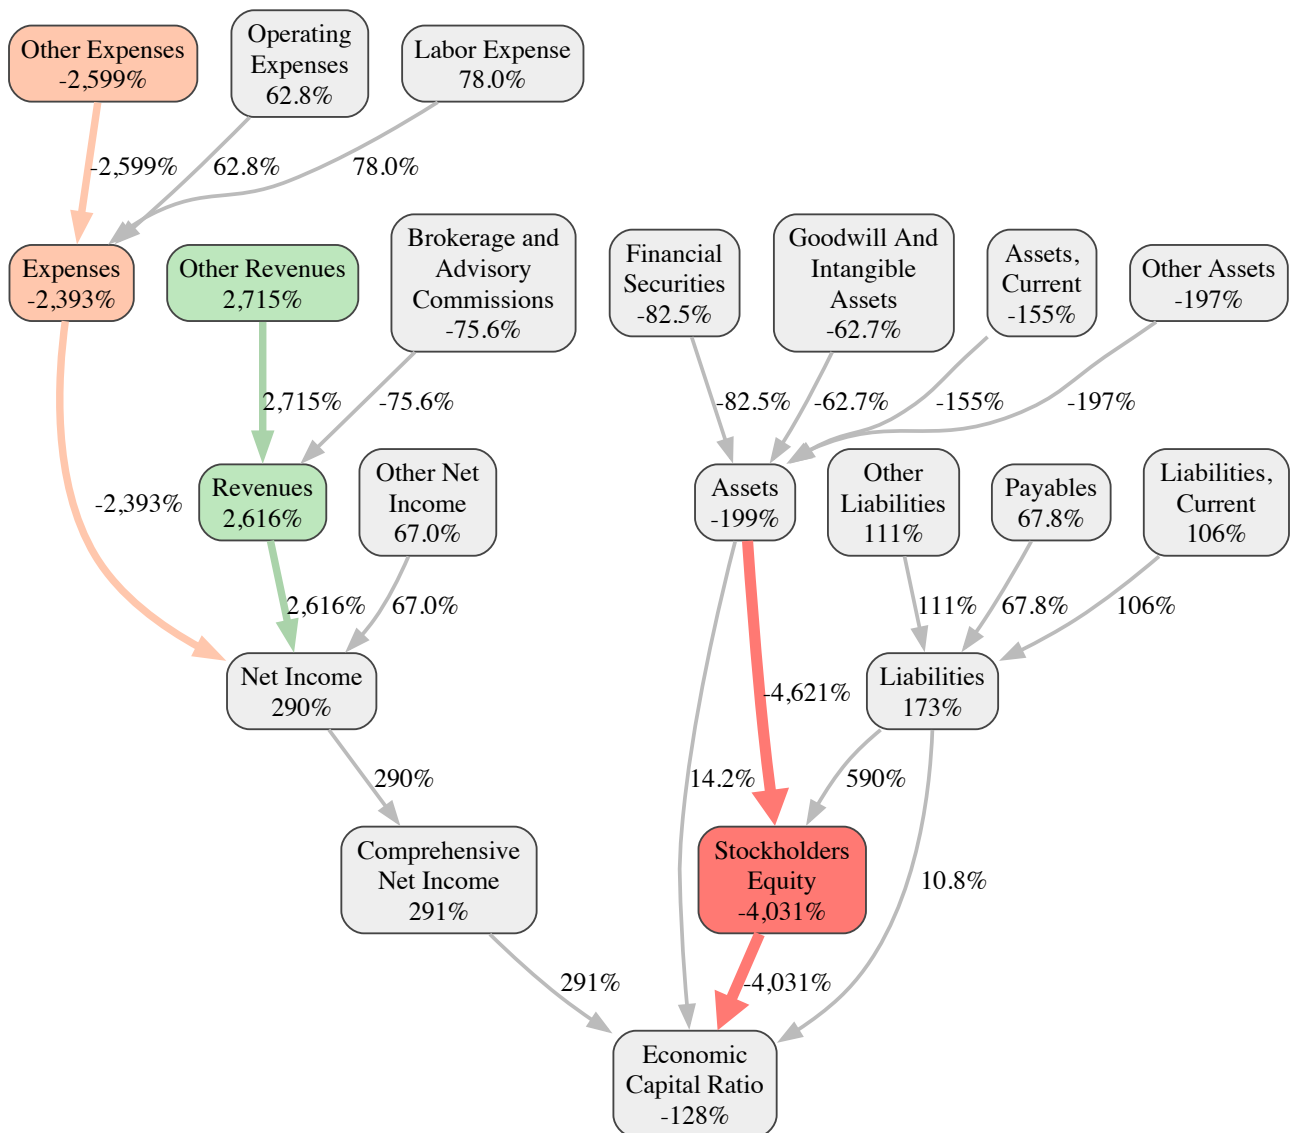 Other Expenses
-2,599%
Operating
Expenses
62.8%
Labor Expense
78.0%
-2,599%
62.8%
78.0%
Expenses
-2,393%
Other Revenues
2,715%
Brokerage and
Advisory
Commissions
-75.6%
Financial
Securities
-82.5%
Goodwill And
Intangible
Assets
-62.7%
Assets,
Current
-155%
Other Assets
-197%
2,715%
-75.6%
-82.5%
-62.7%
-155%
-197%
-2,393%
Revenues
2,616%
Other Net
Income
67.0%
Assets
-199%
Other
Liabilities
111%
Payables
67.8%
Liabilities,
Current
106%
2,616%
67.0%
111%
67.8%
106%
Net Income
290%
-4,621%
Liabilities
173%
290%
14.2%
590%
Comprehensive
Net Income
291%
Stockholders
Equity
-4,031%
10.8%
291%
-4,031%
Economic
Capital Ratio
-128%